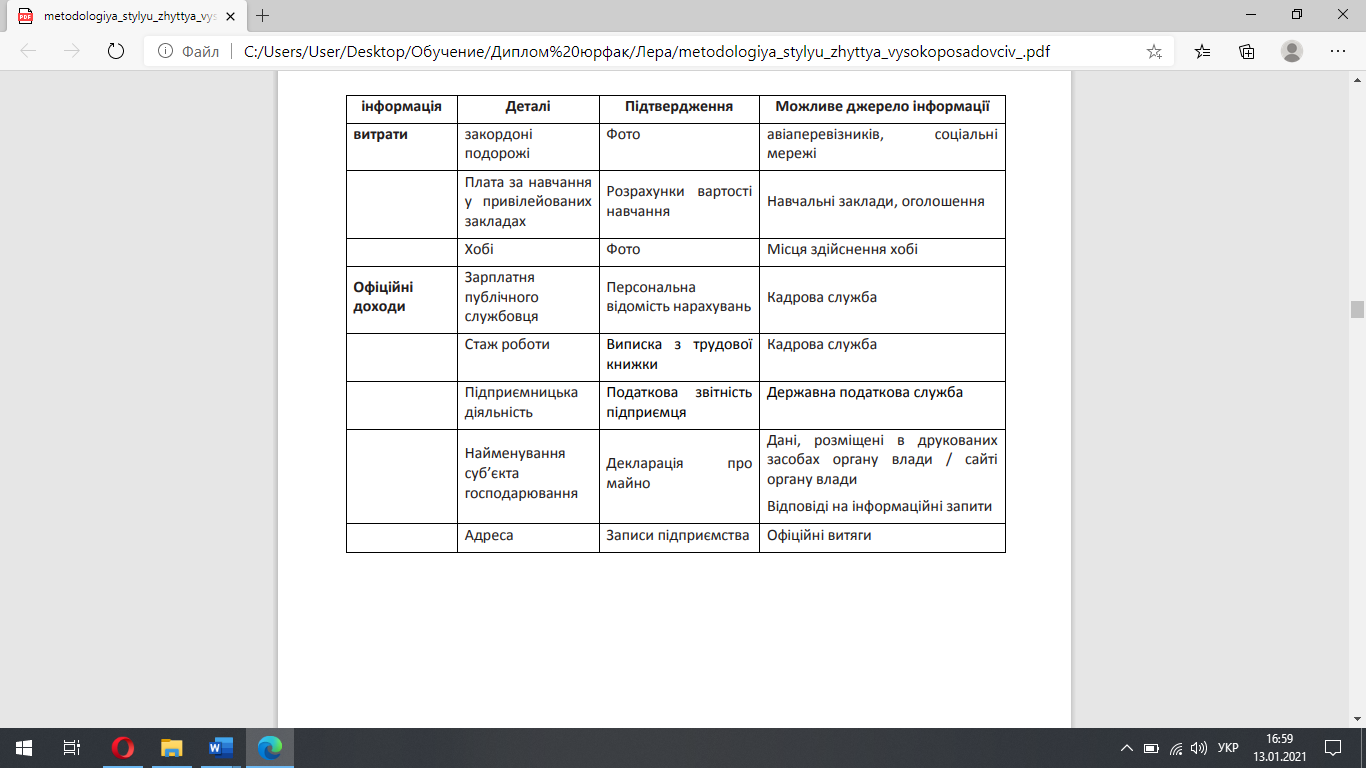 metodologiya_stylyu_zhyttya_vys
Файл
C:/Users/User/Desktop/Обучение/Диплом%20юрфак/Лера/metodologiya_stylyu_zhyttya_vysokoposadovciv_.pdf
інформація Деталі Підтвердження Можливе джерело інформації
витрати закордоні Фото авіаперевізників, соціальні
подорожі мережі
Плата за навчання
у привілейованих
закладах
Розрахунки вартості
навчання
Навчальні заклади, оголошення
Хобі Фото Місця здійснення хобі
Офіційні
доходи
Зарплатня
публічного
службовця
Персональна
відомість нарахувань
Кадрова служба
Стаж роботи Виписка з трудової Кадрова служба
книжки
Підприємницька Податкова звітність Державна податкова служба
діяльність підприємця
Найменування
суб’єкта
господарювання
Декларація про
майно
Дані, розміщені в друкованих
засобах органу влади / сайті
органу влади
Відповіді на інформаційні запити
Адреса Записи підприємства Офіційні витяги
УКР
16:59
13.01.2021